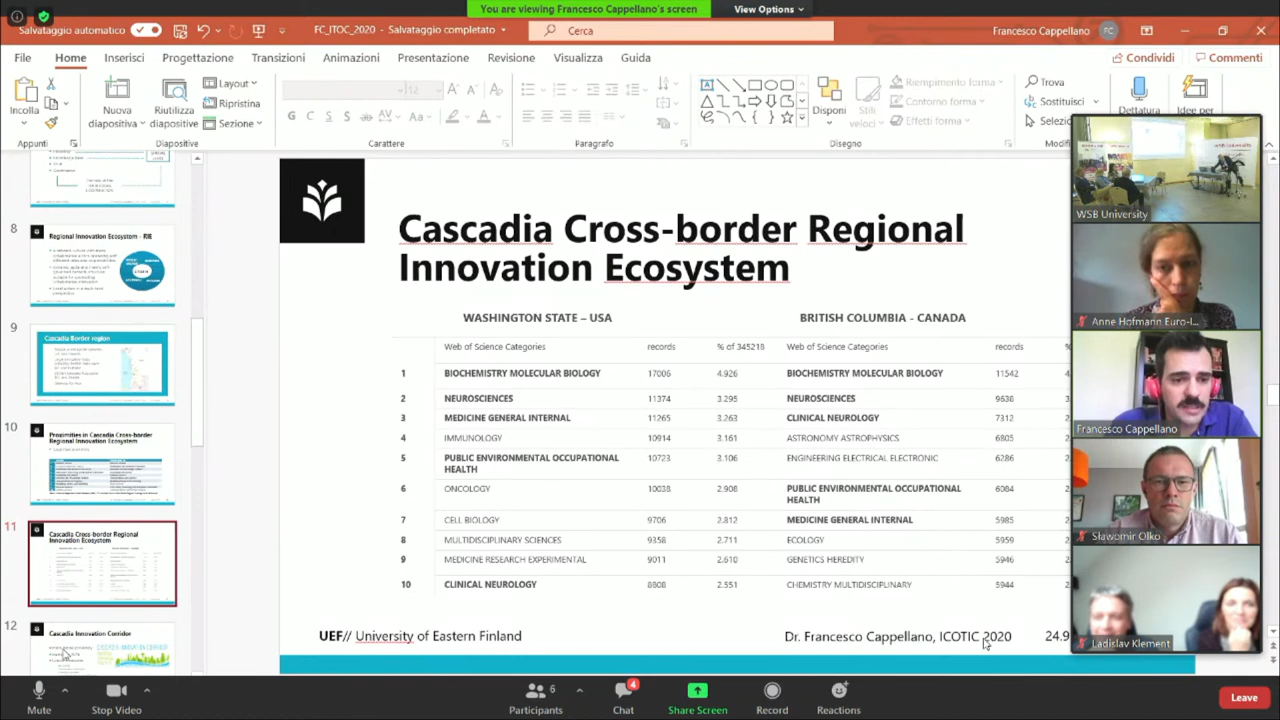 You are viewing Francesco Cappellano's screen
View Options
Salvataggio automatico
FC_ITOC_2020 - Salvataggio completato
Cerca
Francesco Cappellano
FC
File
Home
Inserisci
Progettazione
Transizioni
Animazioni
Presentazione
Revisione
Visualizza
Guida
Condividi
Commenti
Incolla
Nuova
diapositiva
Riutilizza
diapositive
Layout
Ripristina
Sezione
12
Disponi
Stili
veloci
Riempimento forma
Contorno forma
Effetti forma
Trova
Sostituisci
Dettatura
Idee per
Appunti
Diapositive
Carattere
Paragrafo
Disegno
8
Regional Innovation Ecosystem - RIE
9
Cascadia Border region
10
Proximities in Cascadia Cross-border
Regional Innovation Ecosystem
11
Cascadia Cross-border Regional
Innovation Ecosystem
12
Cascadia Innovation Corridor
Cascadia Cross-border Regional
Innovation Ecosystem
WASHINGTON STATE – USA
BRITISH COLUMBIA - CANADA
Web of Science Categories records % of 345218 Web of Science Categories records
1 BIOCHEMISTRY MOLECULAR BIOLOGY 17006 4.926 BIOCHEMISTRY MOLECULAR BIOLOGY 11542
2 NEUROSCIENCES 11374 3.295 NEUROSCIENCES 9638
3 MEDICINE GENERAL INTERNAL 11265 3.263 CLINICAL NEUROLOGY 7312
4 IMMUNOLOGY 10914 3.161 ASTRONOMY ASTROPHYSICS 6805
5 PUBLIC ENVIRONMENTAL OCCUPATIONAL HEALTH 10723 3.106 ENGINEERING ELECTRICAL ELECTRONIC 6286
6 ONCOLOGY 10038 2.908 PUBLIC ENVIRONMENTAL OCCUPATIONAL HEALTH 6084
7 CELL BIOLOGY 9706 2.812 MEDICINE GENERAL INTERNAL 5985
8 MULTIDISCIPLINARY SCIENCES 9358 2.711 ECOLOGY 5959
9 MEDICINE RESEARCH EXPERIMENTAL 9011 2.610 GENETICS HEREDITY 5946
10 CLINICAL NEUROLOGY 8808 2.551 CHEMISTRY MULTIDISCIPLINARY 5944
UEF// University of Eastern Finland
Dr. Francesco Cappellano, ICOTIC 2020
24.9
WSB University
Anne Hofmann Euro-I...
Francesco Cappellano
Sławomir Olko
Ladislav Klement
Mute
Stop Video
Participants
6
Chat
4
Share Screen
Record
Reactions
Leave